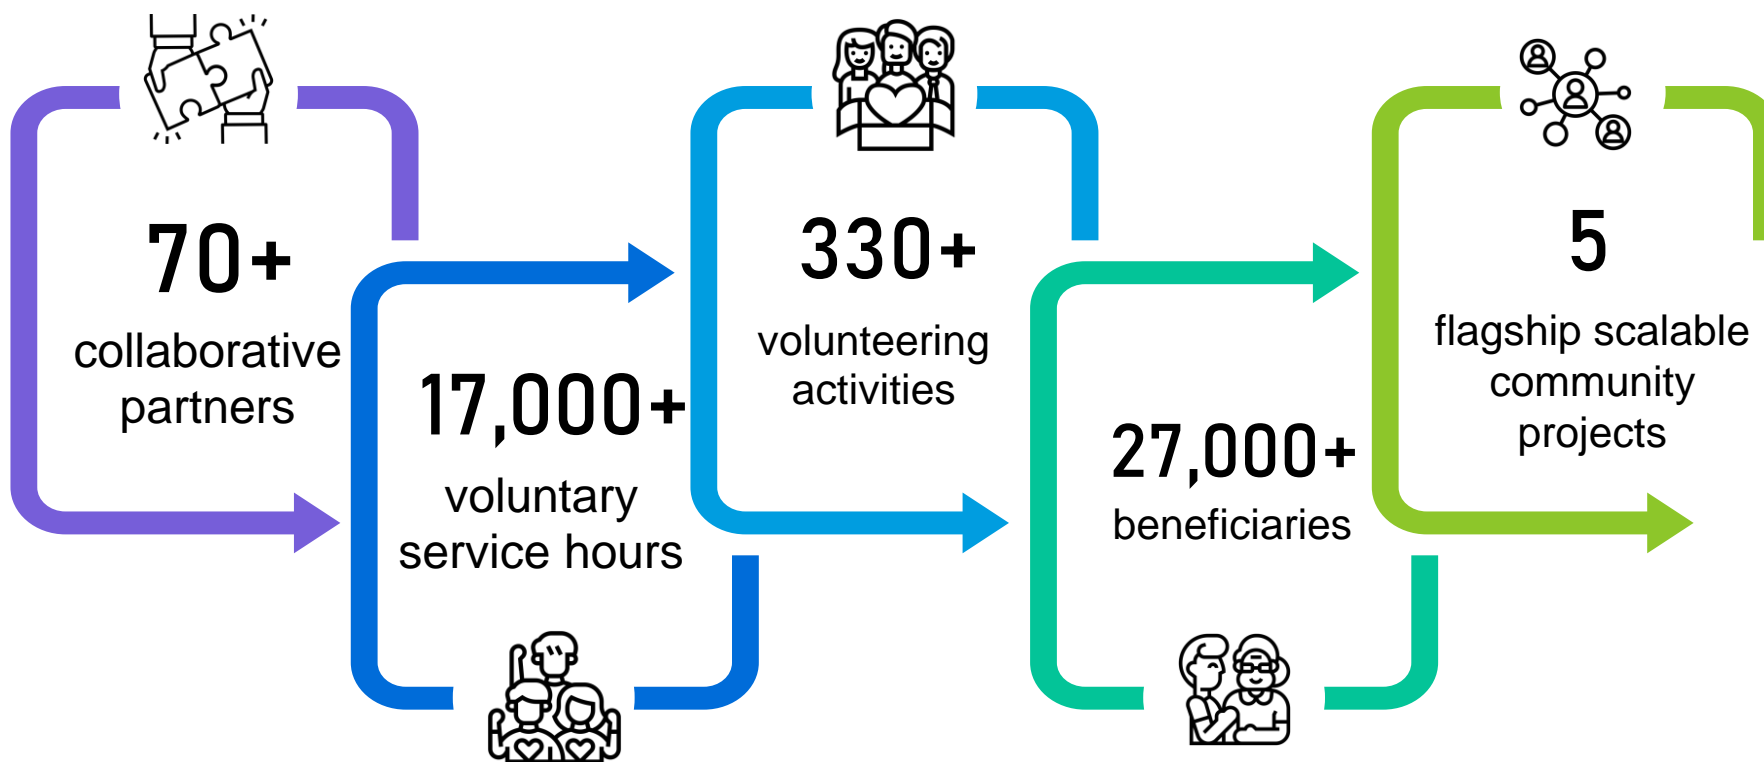 70+
collaborative
partners
17,000+
voluntary
service hours
330+
volunteering
activities
27,000+
beneficiaries
5
flagship scalable
community
projects